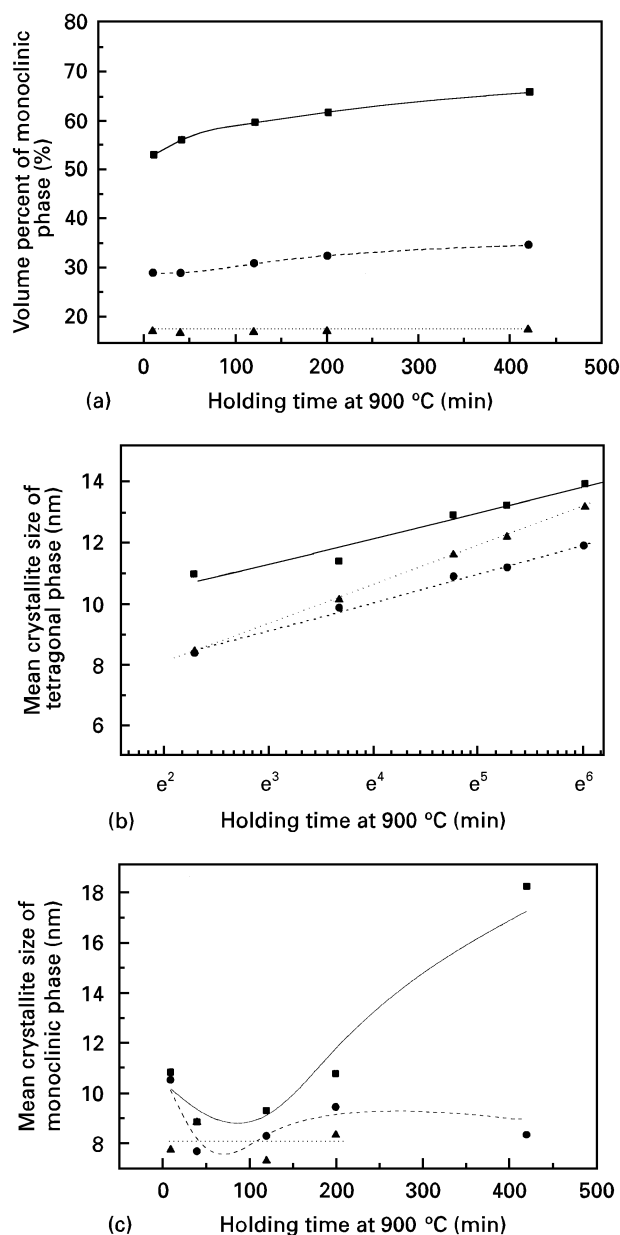 Volume percent of monoclinic
phase (%)
80
70
60
50
40
30
20
0 100 200 300 400 500
(a) Holding time at 900 °C (min)
Mean crystallite size of
tetragonal phase (nm)
14
12
10
8
6
e² e³ e⁴ e⁵ e⁶
(b) Holding time at 900 °C (min)
Mean crystallite size of
monoclinic phase (nm)
18
16
14
12
10
8
0 100 200 300 400 500
(c) Holding time at 900 °C (min)